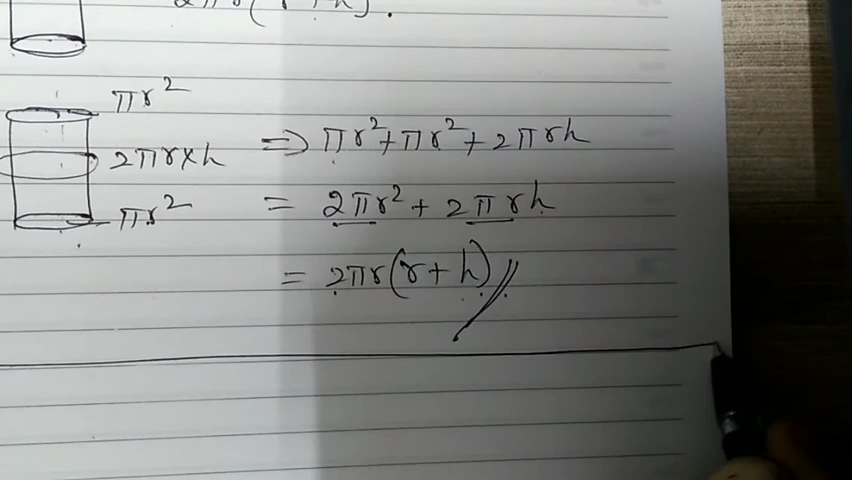 πr²
⇒ πr²+πr²+2πrh
2πr×h
= 2πr²+2πrh
πr²
= 2πr(r+h)